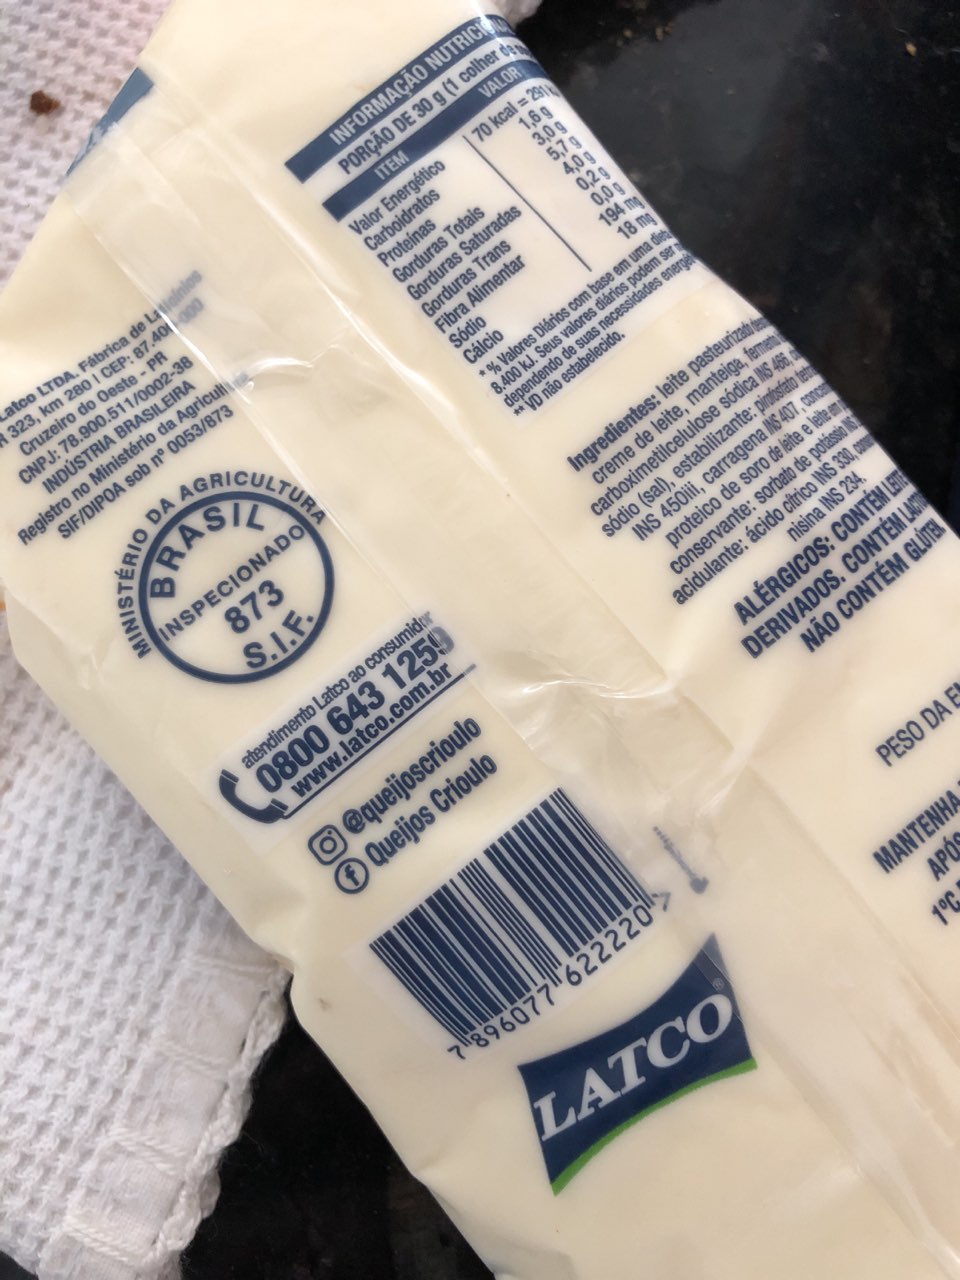 INFORMAÇÃO NUTRICI
PORÇÃO DE 30 g (1 colher de
ITEM VALOR
Valor Energético 70 kcal = 291
Carboidratos 1,6 g
Proteínas 3,0 g
Gorduras Totais 5,7 g
Gorduras Saturadas 4,0 g
Gorduras Trans 0,2 g
Fibra Alimentar 0,0 g
Sódio 194 mg
Calcio 18 mg
* % Valores Diários com base em uma
8.400 kJ. Seus valores diários podem ser
dependendo de suas necessidades
** VD não estabelecido.
Ingredientes: leite pasteurizado
creme de leite, manteiga,
carboximetilcelulose sódica INS 466,
sódio (sal), estabilizante:
INS 450iii, carragena INS 407,
proteico de soro de leite e leite em
conservante: sorbato de potássio
acidulante: ácido cítrico INS 330,
nisina INS 234.
ALÉRGICOS: CONTÉM
DERIVADOS. CONTÉM
NÃO CONTÉM GLÚTEN.
PESO DA
MANTENHA
APÓS
1ºC
Latco LTDA. Fábrica de
323, km 280 | CEP:
Cruzeiro do Oeste - PR
CNPJ: 78.900.511/0002-38
INDÚSTRIA BRASILEIRA
Registro no Ministério da
SIF/DIPOA sob nº 0053/873
MINISTÉRIO DA AGRICULTURA
BRASIL
INSPECIONADO
873
S.I.F.
atendimento Latco ao consumidor
0800 643 1259
www.latco.com.br
@queijoscrioulo
Queijos Crioulo
7 896077 622220 >
LATCO®